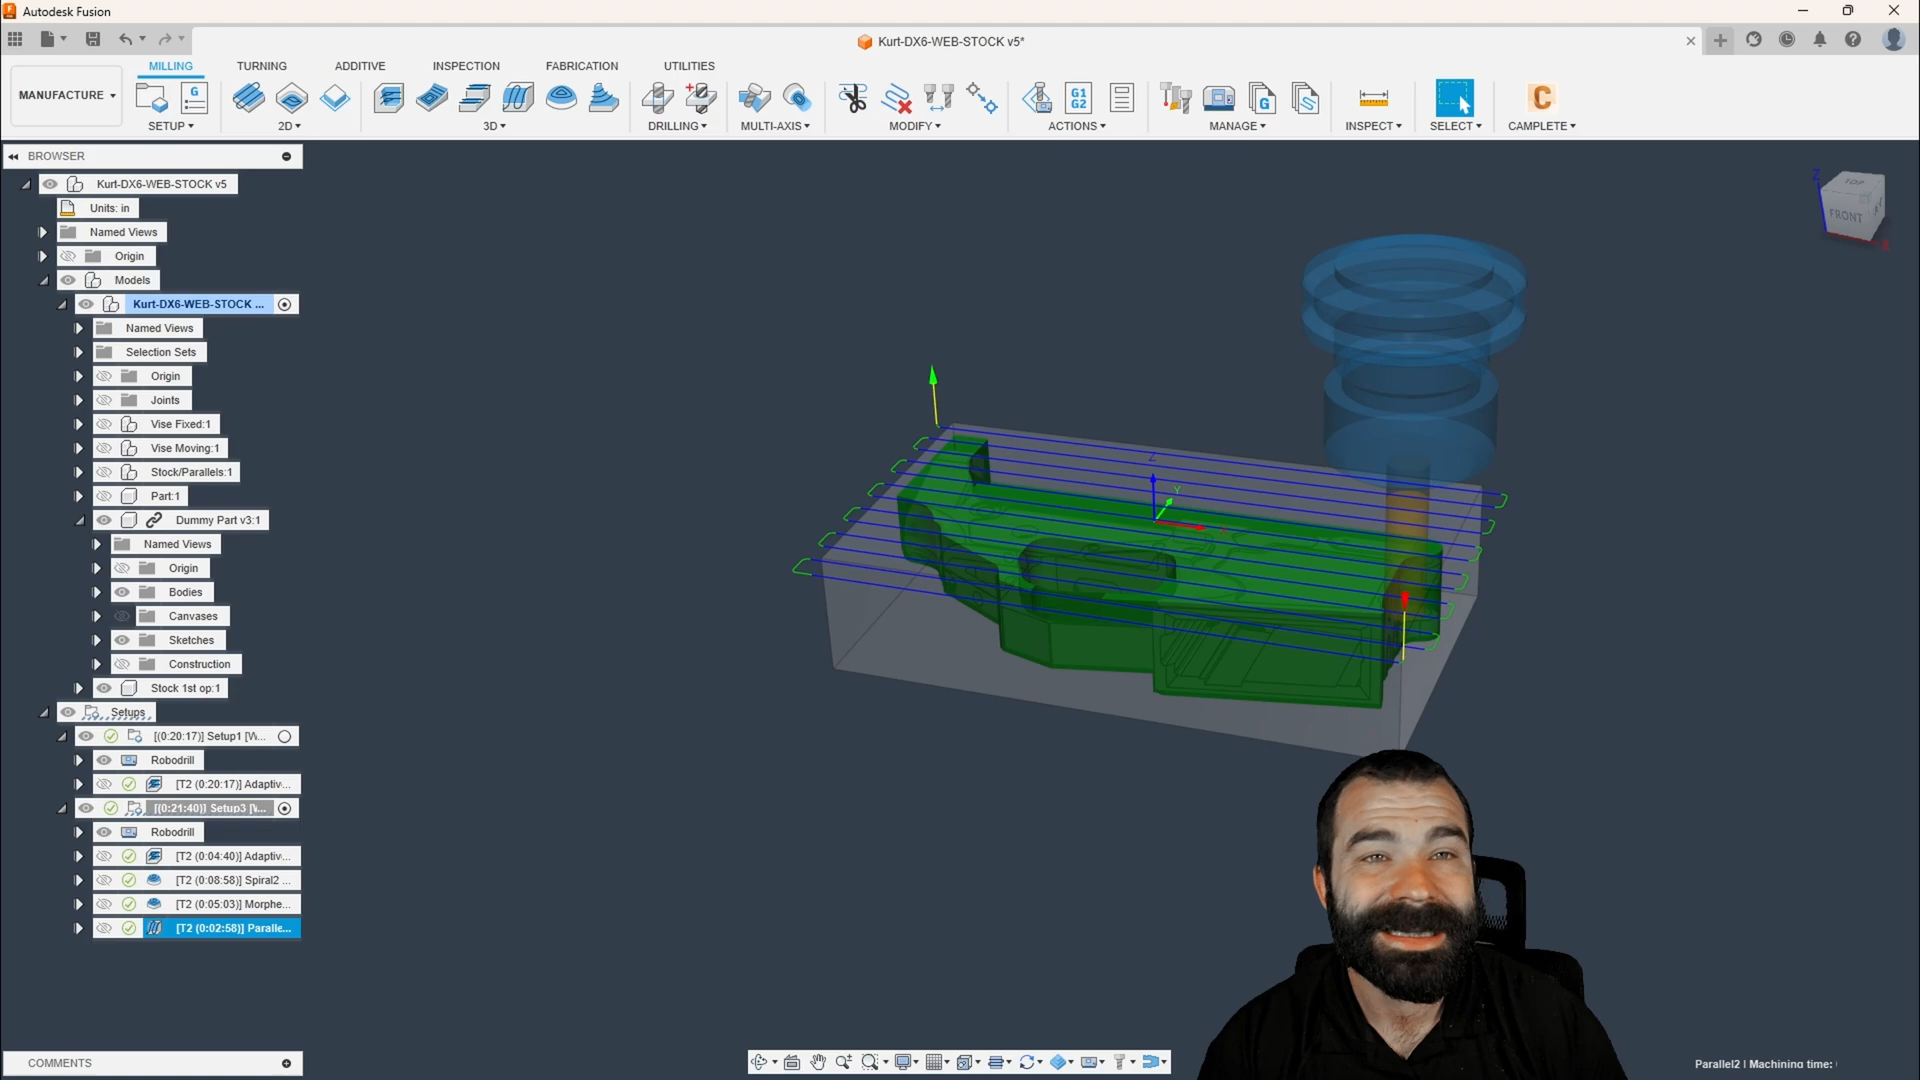 Autodesk Fusion
Kurt-DX6-WEB-STOCK v5*
MILLING TURNING ADDITIVE INSPECTION FABRICATION UTILITIES
MANUFACTURE
G G1 G2 G C
SETUP 2D 3D DRILLING MULTI-AXIS MODIFY ACTIONS MANAGE INSPECT SELECT CAMPLETE
BROWSER
Kurt-DX6-WEB-STOCK v5
Units: in
Named Views
Origin
Models
Kurt-DX6-WEB-STOCK ...
Named Views
Selection Sets
Origin
Joints
Vise Fixed:1
Vise Moving:1
Stock/Parallels:1
Part:1
Dummy Part v3:1
Named Views
Origin
Bodies
Canvases
Sketches
Construction
Stock 1st op:1
Setups
[(0:20:17)] Setup1 [\...
Robodrill
[T2 (0:20:17)] Adaptiv...
[(0:21:40)] Setup3 [\...
Robodrill
[T2 (0:04:40)] Adaptiv...
[T2 (0:08:58)] Spiral2 ...
[T2 (0:05:03)] Morphe...
[T2 (0:02:58)] Paralle...
Z
TOP
FRONT
X
Z
Y
COMMENTS
Parallel2 | Machining time: